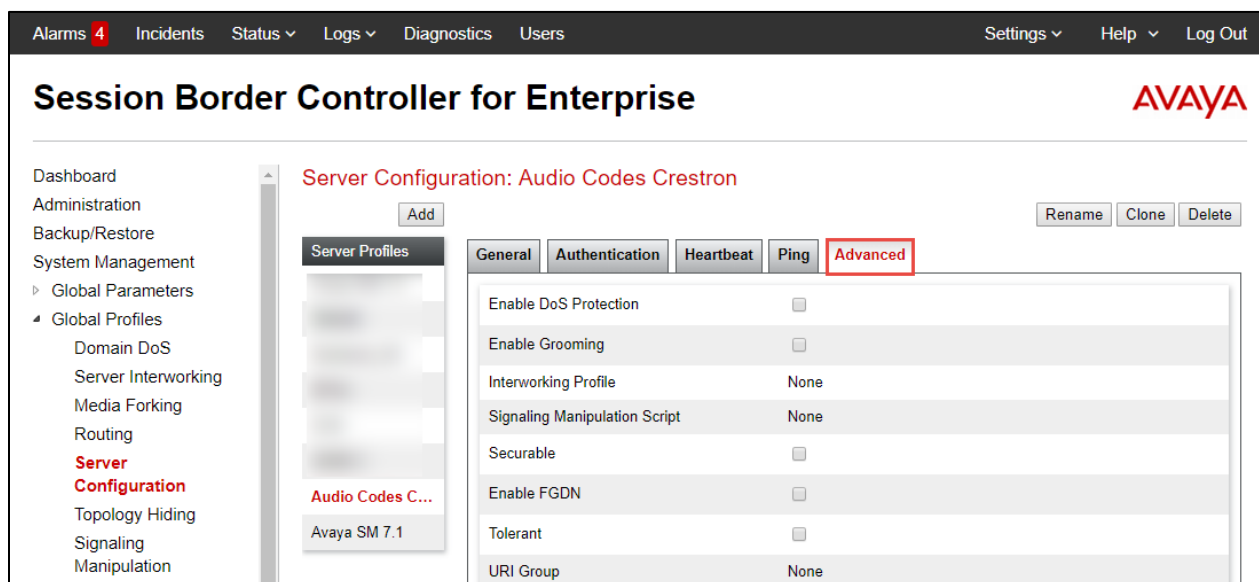 Alarms 4 Incidents Status Logs Diagnostics Users Settings Help Log Out
Session Border Controller for Enterprise
AVAYA
Dashboard
Administration
Backup/Restore
System Management
Global Parameters
Global Profiles
Domain DoS
Server Interworking
Media Forking
Routing
Server
Configuration
Topology Hiding
Signaling
Manipulation
Server Configuration: Audio Codes Crestron
Add
Rename Clone Delete
Server Profiles
Audio Codes C...
Avaya SM 7.1
General Authentication Heartbeat Ping Advanced
Enable DoS Protection
Enable Grooming
Interworking Profile None
Signaling Manipulation Script None
Securable
Enable FGDN
Tolerant
URI Group None